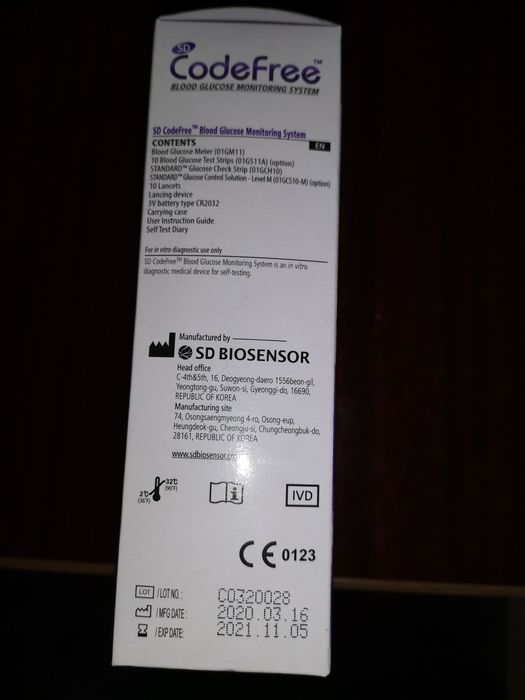 SD
CodeFree™
BLOOD GLUCOSE MONITORING SYSTEM
SD CodeFree™ Blood Glucose Monitoring System
CONTENTS EN
Blood Glucose Meter (01GM11)
10 Blood Glucose Test Strips (01GS11A) (option)
STANDARD™ Glucose Check Strip (01GCH10)
STANDARD™ Glucose Control Solution - Level M (01GCS10-M) (option)
10 Lancets
Lancing device
3V battery type CR2032
Carrying case
User Instruction Guide
Self Test Diary
For in vitro diagnostic use only
SD CodeFree™ Blood Glucose Monitoring System is an in vitro
diagnostic medical device for self-testing.
Manufactured by
SD BIOSENSOR
Head office
C-4th&5th, 16, Deogyeong-daero 1556beon-gil,
Yeongtong-gu, Suwon-si, Gyeonggi-do, 16690,
REPUBLIC OF KOREA
Manufacturing site
74, Osongsaengmyeong 4-ro, Osong-eup,
Heungdeok-gu, Cheongju-si, Chungcheongbuk-do,
28161, REPUBLIC OF KOREA
www.sdbiosensor.com
32℃
(90℉)
2℃
(36℉)
i
IVD
CE 0123
LOT / LOT NO.: C0320028
/ MFG DATE: 2020.03.16
/ EXP DATE: 2021.11.05